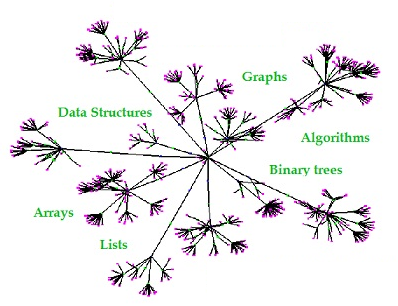 Graphs
Data Structures
Algorithms
Binary trees
Arrays
Lists